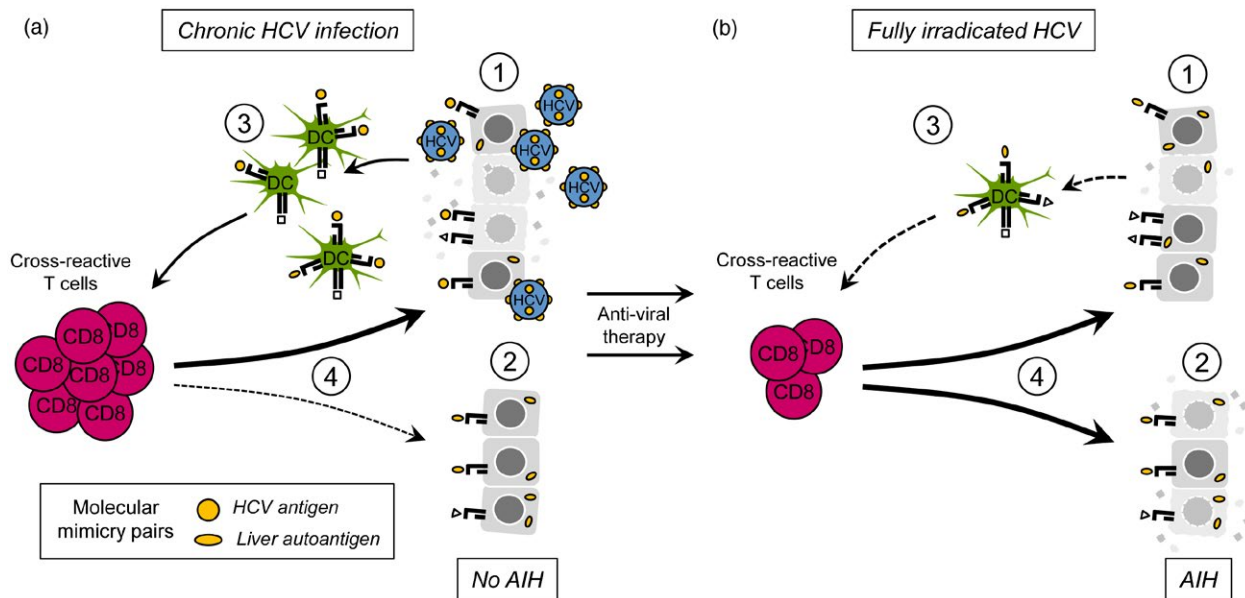 (a)
Chronic HCV infection
1
3
HCV
HCV
HCV
HCV
HCV
DC
DC
DC
Cross-reactive
T cells
CD8
CD8
CD8
CD8
CD8
CD8
CD8
4
2
Molecular
mimicry pairs
HCV antigen
Liver autoantigen
No AIH
Anti-viral
therapy
(b)
Fully irradicated HCV
1
3
DC
Cross-reactive
T cells
CD8
CD8
CD8
4
2
AIH